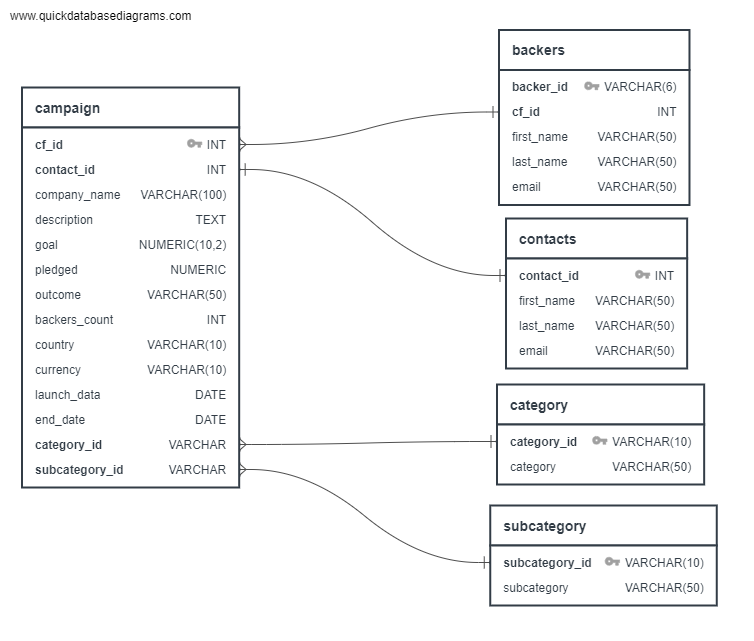 www.quickdatabasediagrams.com
campaign
cf_id INT
contact_id INT
company_name VARCHAR(100)
description TEXT
goal NUMERIC(10,2)
pledged NUMERIC
outcome VARCHAR(50)
backers_count INT
country VARCHAR(10)
currency VARCHAR(10)
launch_data DATE
end_date DATE
category_id VARCHAR
subcategory_id VARCHAR
backers
backer_id VARCHAR(6)
cf_id INT
first_name VARCHAR(50)
last_name VARCHAR(50)
email VARCHAR(50)
contacts
contact_id INT
first_name VARCHAR(50)
last_name VARCHAR(50)
email VARCHAR(50)
category
category_id VARCHAR(10)
category VARCHAR(50)
subcategory
subcategory_id VARCHAR(10)
subcategory VARCHAR(50)